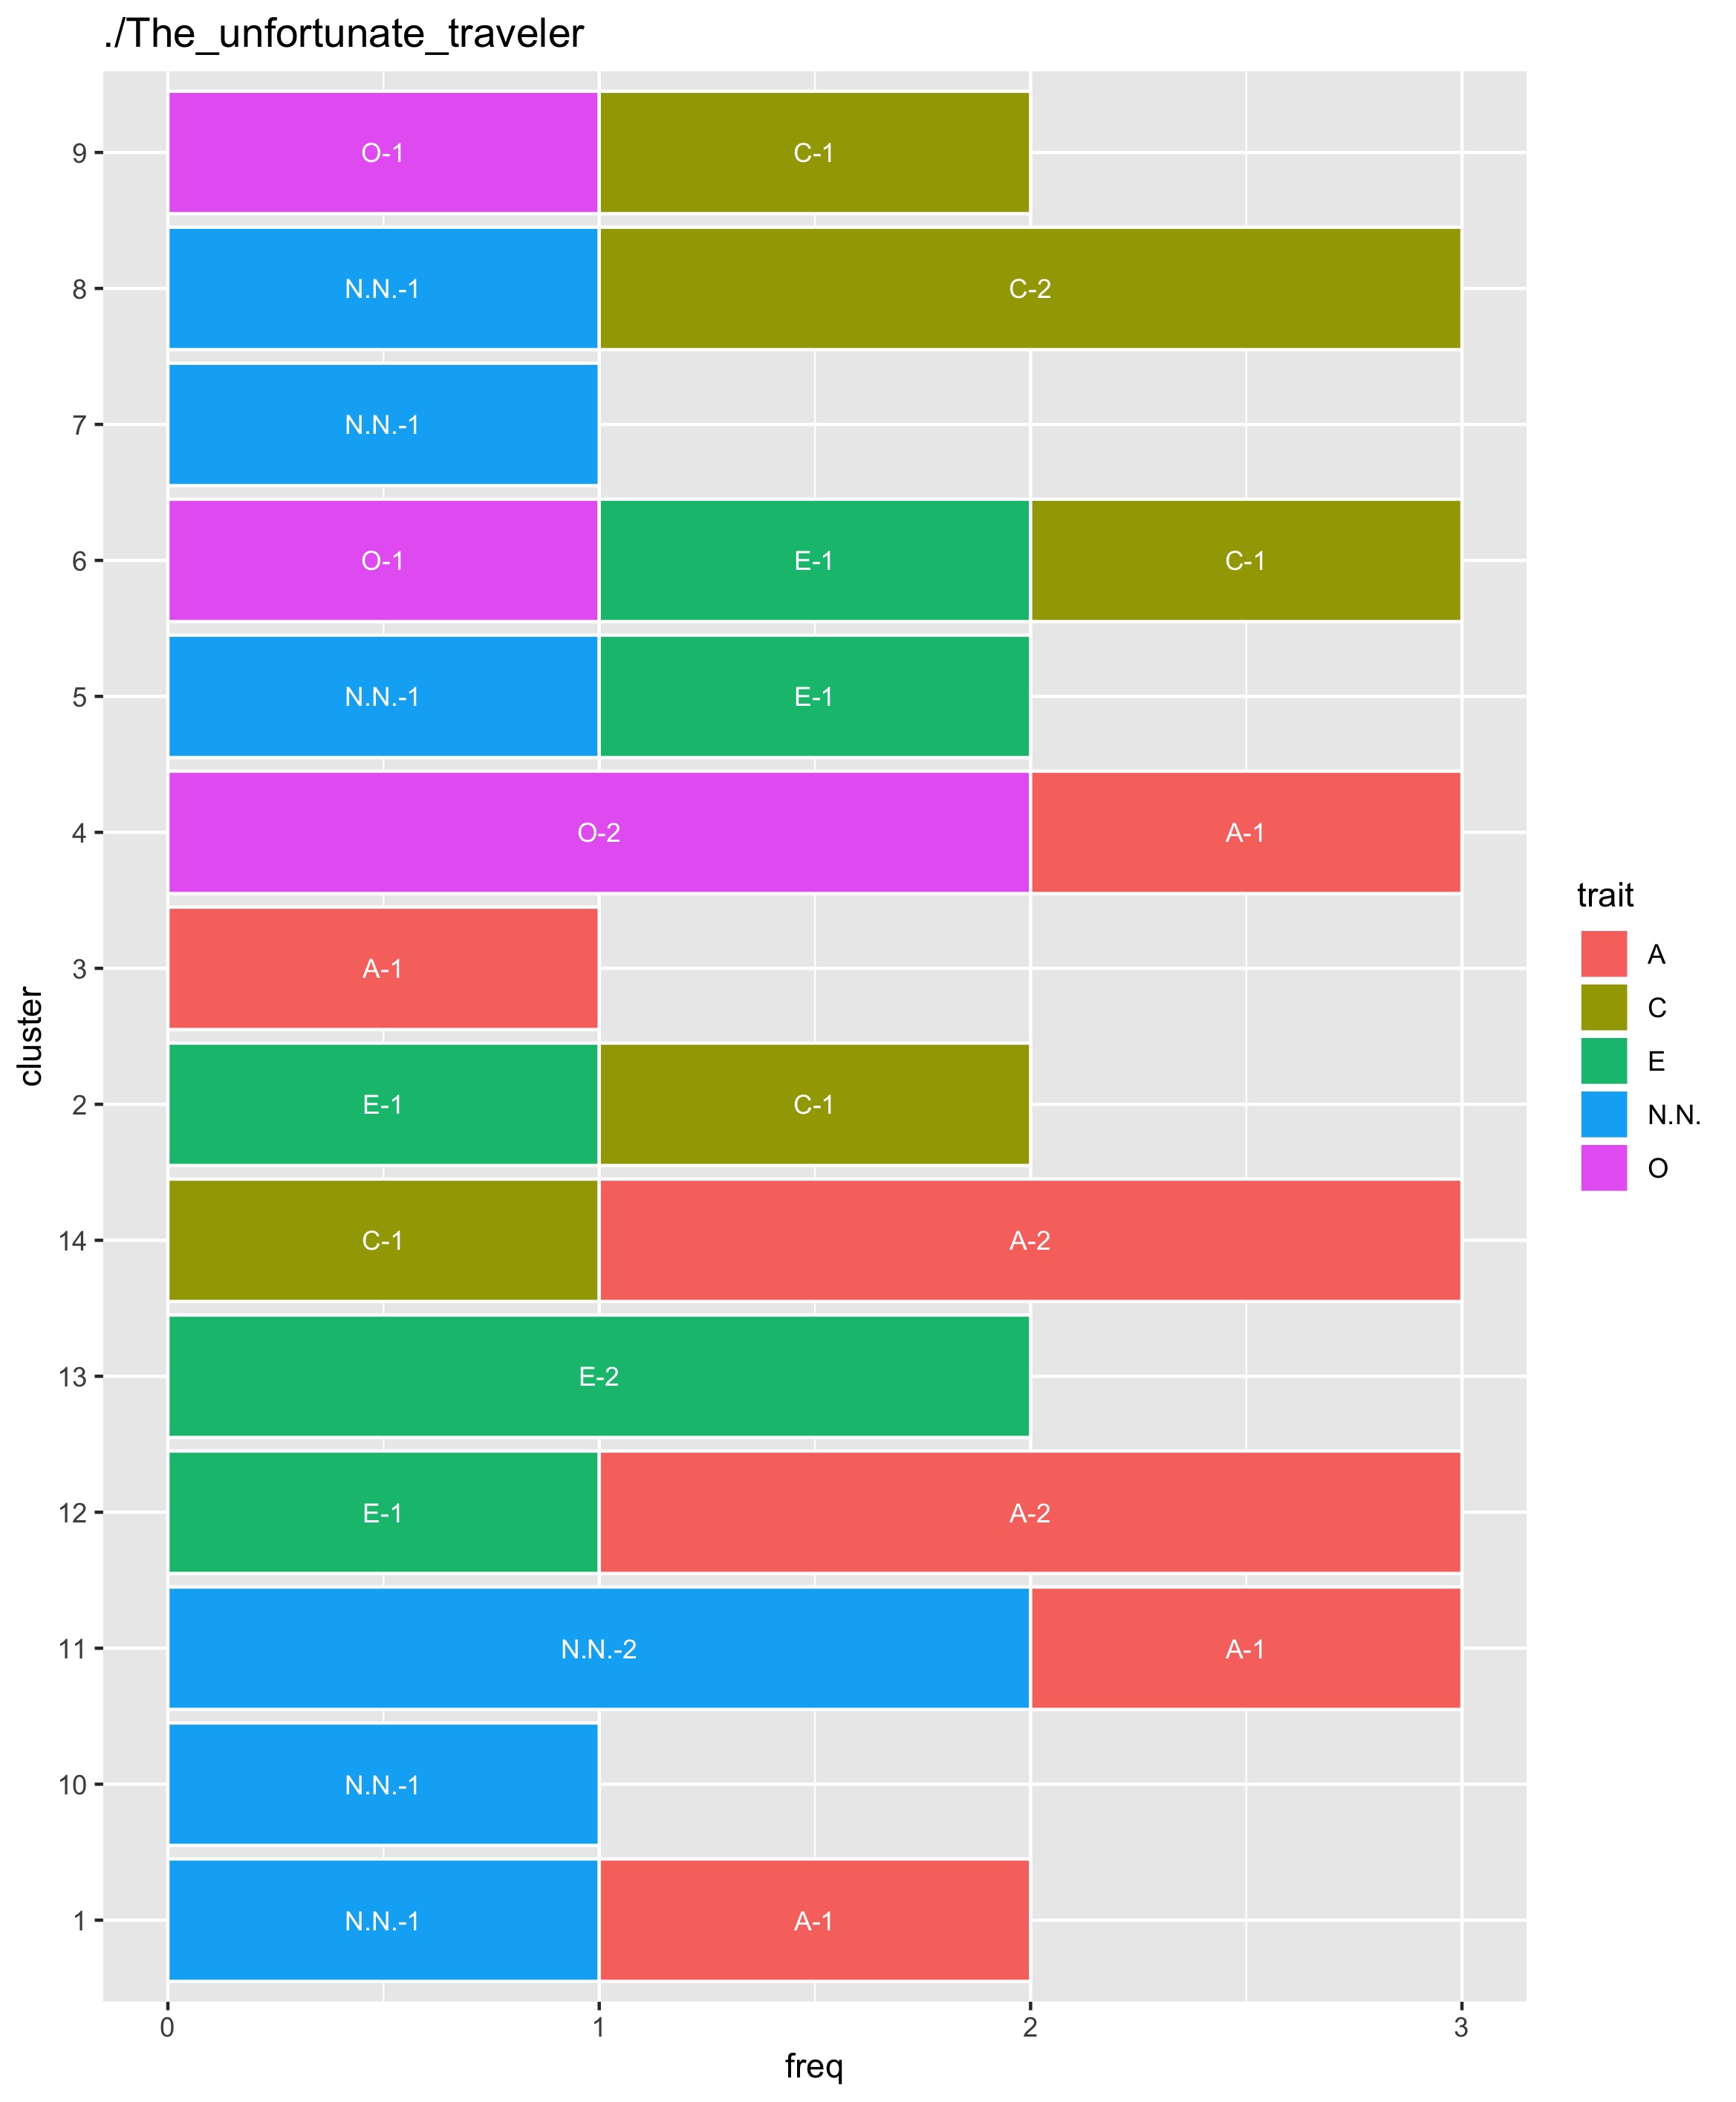 ./The_unfortunate_traveler
cluster
9
O-1 C-1
8
N.N.-1 C-2
7
N.N.-1
6
O-1 E-1 C-1
5
N.N.-1 E-1
4
O-2 A-1
3
A-1
2
E-1 C-1
14
C-1 A-2
13
E-2
12
E-1 A-2
11
N.N.-2 A-1
10
N.N.-1
1
N.N.-1 A-1
0 1 2 3
freq
trait
A
C
E
N.N.
O